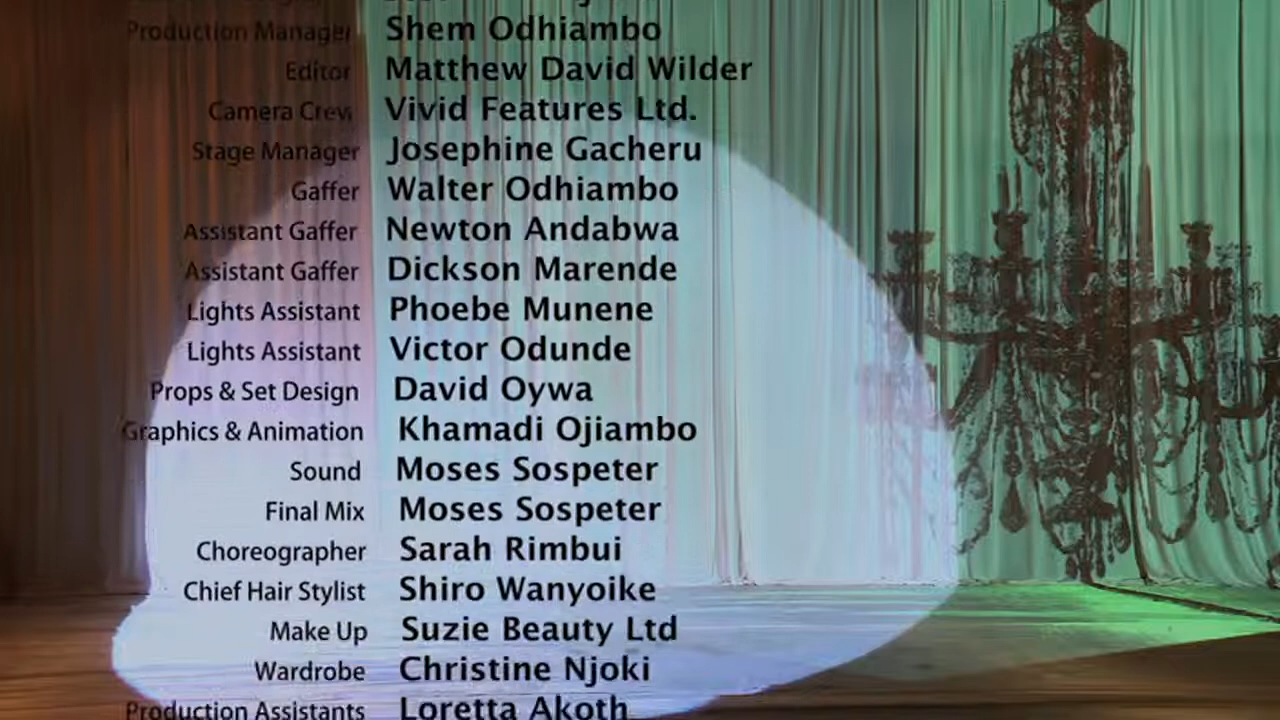 Production Manager Shem Odhiambo
Editor Matthew David Wilder
Camera Crew Vivid Features Ltd.
Stage Manager Josephine Gacheru
Gaffer Walter Odhiambo
Assistant Gaffer Newton Andabwa
Assistant Gaffer Dickson Marende
Lights Assistant Phoebe Munene
Lights Assistant Victor Odunde
Props & Set Design David Oywa
Graphics & Animation Khamadi Ojiambo
Sound Moses Sospeter
Final Mix Moses Sospeter
Choreographer Sarah Rimbui
Chief Hair Stylist Shiro Wanyoike
Make Up Suzie Beauty Ltd
Wardrobe Christine Njoki
Production Assistants Loretta Akoth